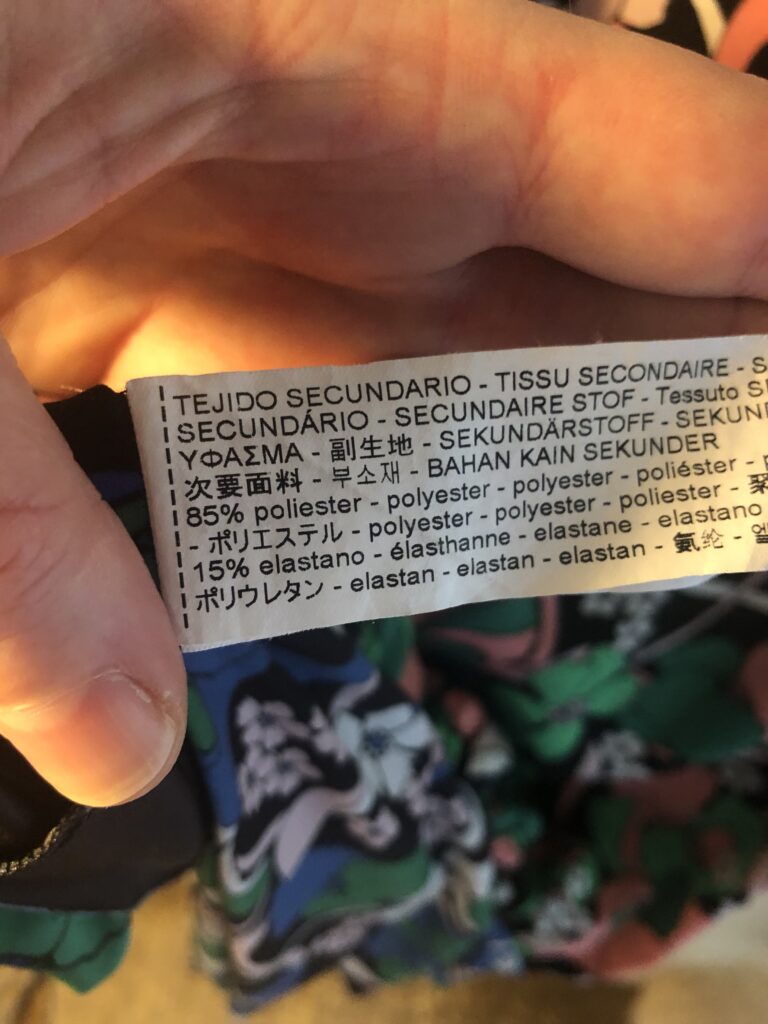 TEJIDO SECUNDARIO - TISSU SECONDAIRE -
SECUNDÁRIO - SECUNDAIRE STOF - Tessuto
ΥΦΑΣΜΑ - 副生地 - SEKUNDÄRSTOFF -
次要面料 - 부소재 - BAHAN KAIN SEKUNDER
85% poliester - polyester - polyester - poliéster -
- ポリエステル - polyester - polyester - poliester - 聚
15% elastano - élasthanne - elastane - elastano
ポリウレタン - elastan - elastan - elastan - 氨纶 -